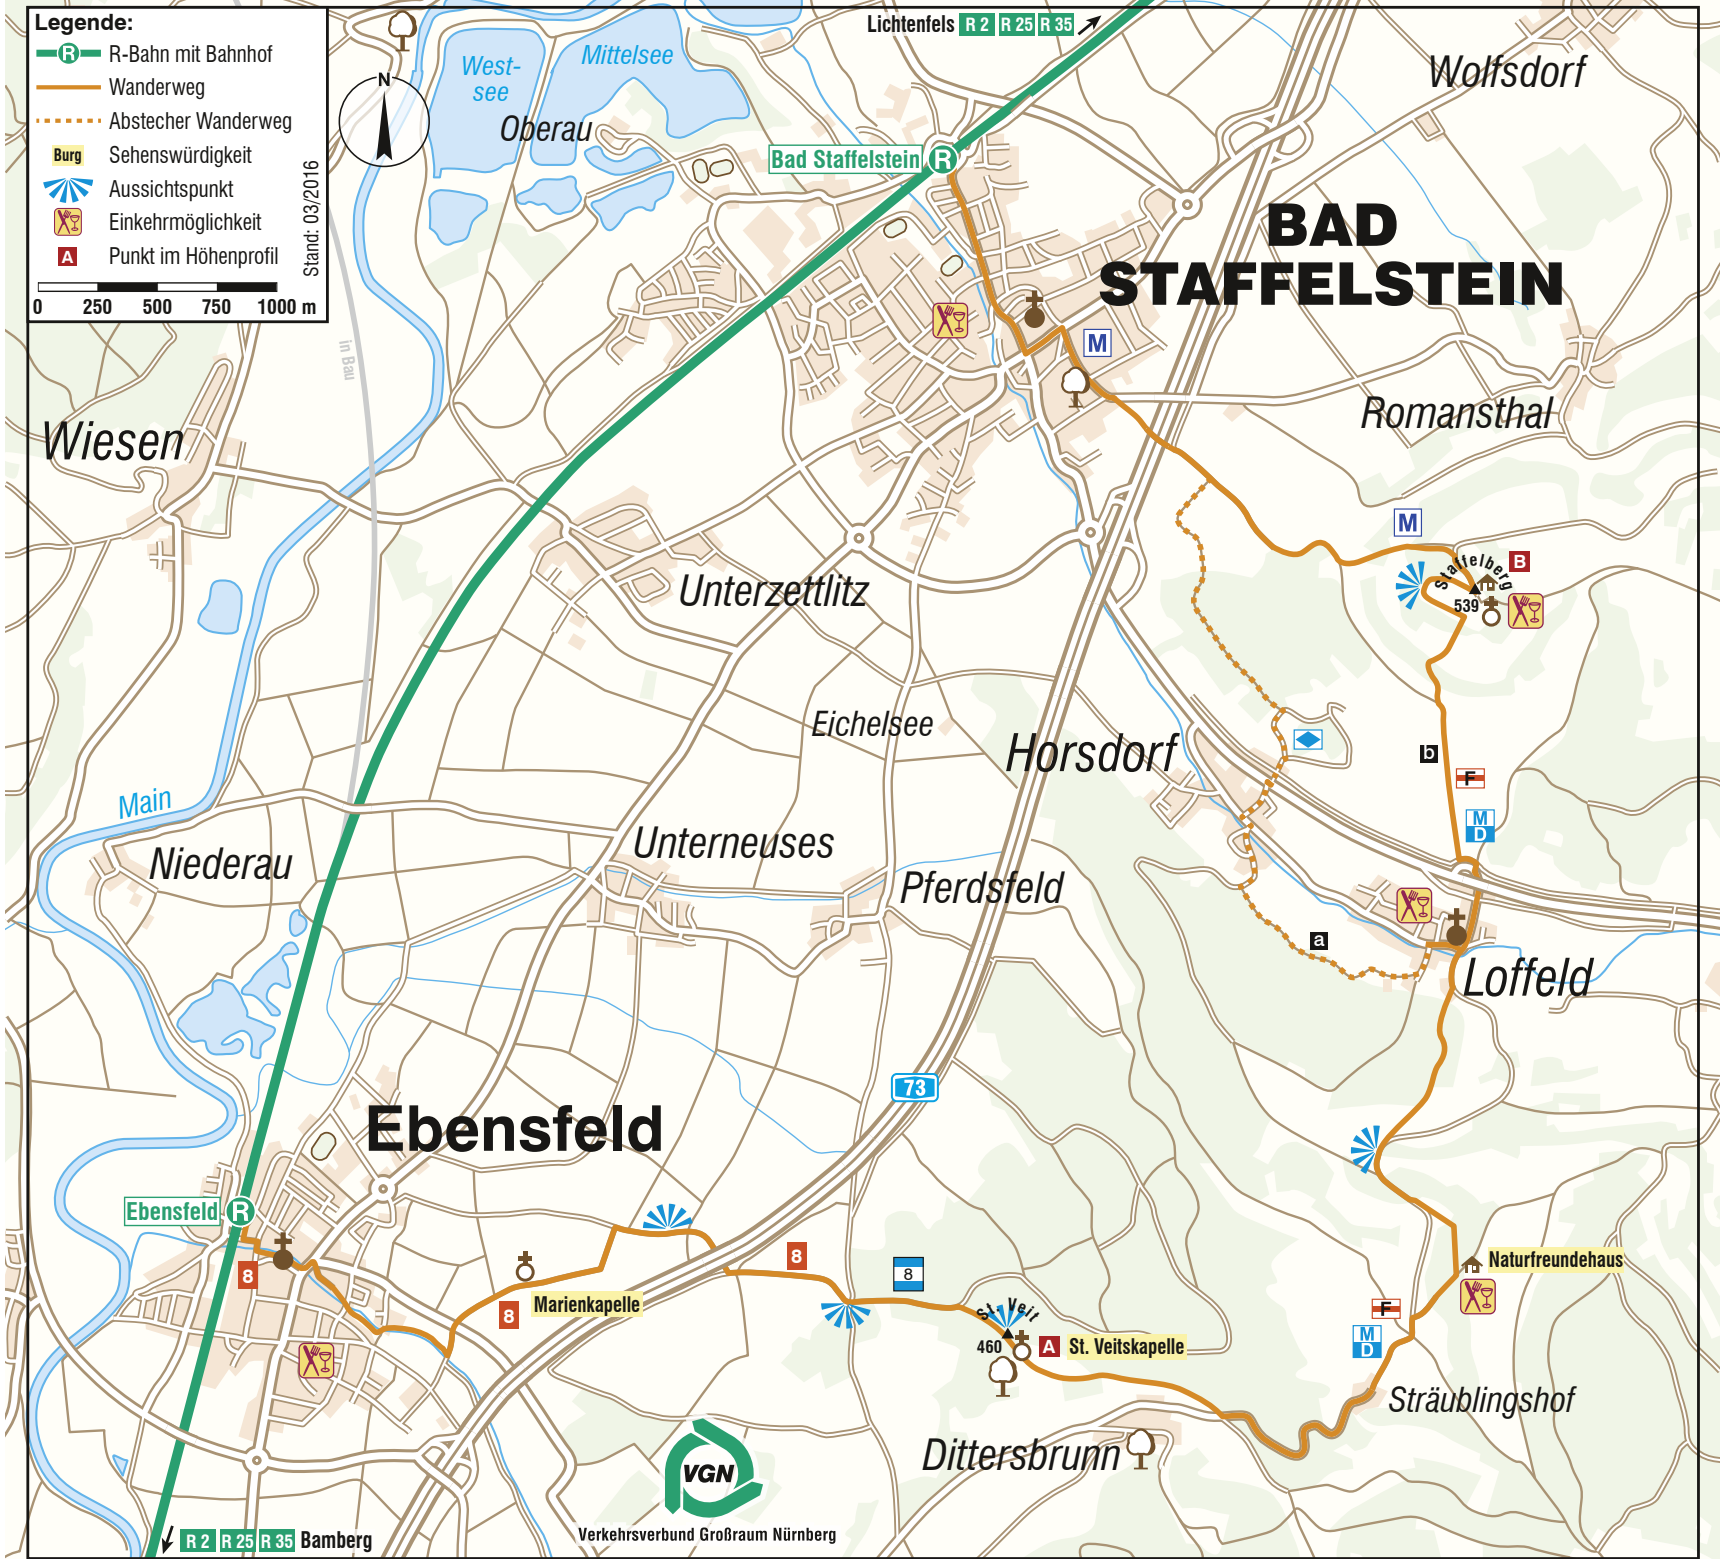 Legende:
R R-Bahn mit Bahnhof
Wanderweg
Abstecher Wanderweg
Burg Sehenswürdigkeit
Aussichtspunkt
Einkehrmöglichkeit
A Punkt im Höhenprofil
0 250 500 750 1000 m
Stand: 03/2016
N
West-
see
Mittelsee
Oberau
Lichtenfels R 2 R 25 R 35
Wolfsdorf
Bad Staffelstein R
BAD
STAFFELSTEIN
M
in Bau
Wiesen
Romansthal
M
Staffelberg
B
539
Unterzettlitz
Eichelsee
Horsdorf
b
F
M
D
Main
Niederau
Unterneuses
Pferdsfeld
a
Loffeld
73
Ebensfeld
Ebensfeld R
8
8
8
8
Marienkapelle
Naturfreundehaus
St. Veit
460
A St. Veitskapelle
F
M
D
Sträublingshof
Dittersbrunn
VGN
Verkehrsverbund Großraum Nürnberg
R 2 R 25 R 35 Bamberg